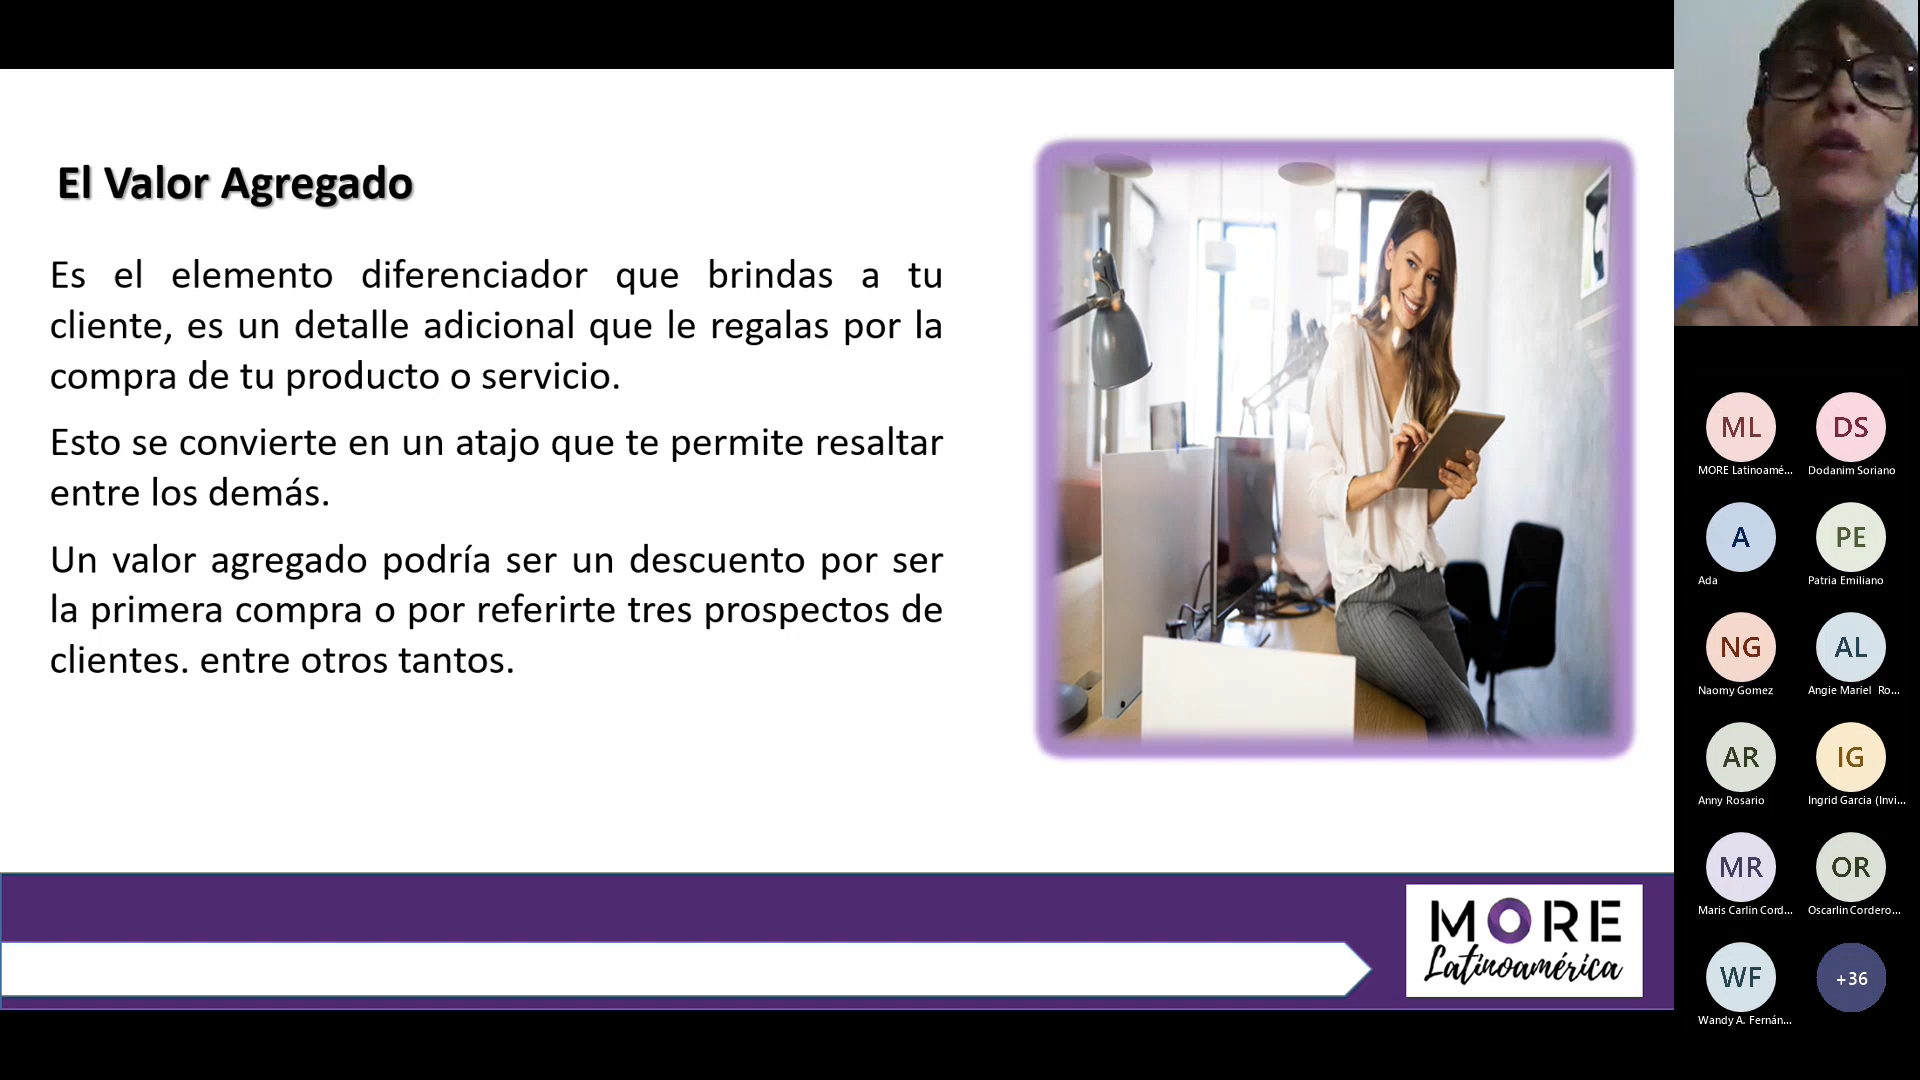 El Valor Agregado
Es el elemento diferenciador que brindas a tu
cliente, es un detalle adicional que le regalas por la
compra de tu producto o servicio.
Esto se convierte en un atajo que te permite resaltar
entre los demás.
Un valor agregado podría ser un descuento por ser
la primera compra o por referirte tres prospectos de
clientes. entre otros tantos.
MORE
Latinoamérica
ML
DS
MORE Latinoamé...
Dodanim Soriano
A
PE
Ada
Patria Emiliano
NG
AL
Naomy Gomez
Angie Mariel Ro...
AR
IG
Anny Rosario
Ingrid Garcia (Invi...
MR
OR
Maris Carlin Cord...
Oscarlin Cordero...
WF
+36
Wandy A. Fernán...